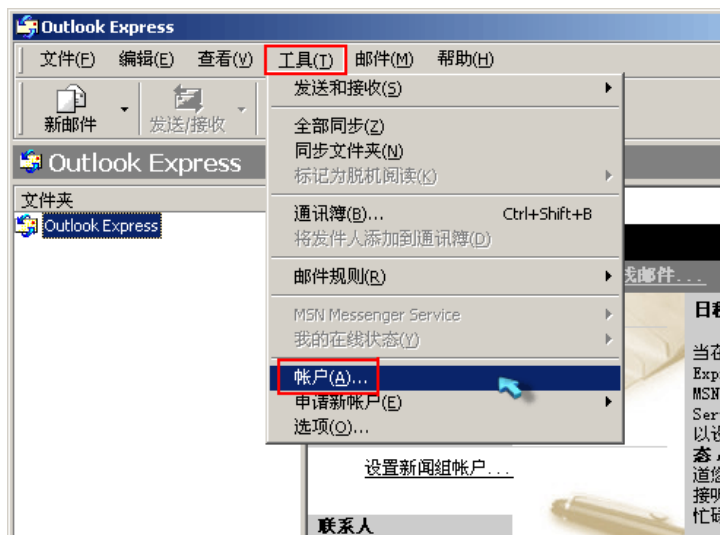 Outlook Express
文件(F) 编辑(E) 查看(V) 工具(T) 邮件(M) 帮助(H)
新邮件 发送/接收
发送和接收(S)
全部同步(Z)
同步文件夹(N)
标记为脱机阅读(K)
通讯簿(B)... Ctrl+Shift+B
将发件人添加到通讯簿(D)
邮件规则(R)
MSN Messenger Service
我的在线状态(Y)
帐户(A)...
申请新帐户(E)
选项(O)...
Outlook Express
文件夹
Outlook Express
找邮件...
设置新闻组帐户...
联系人
日
当在
Exp
MSN
Ser
以设
态
道您
接
忙碌